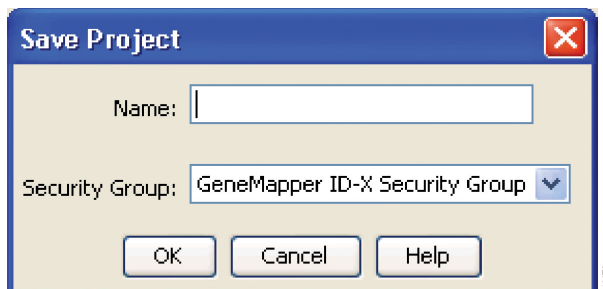 Save Project
Name:
Security Group: GeneMapper ID-X Security Group
OK Cancel Help